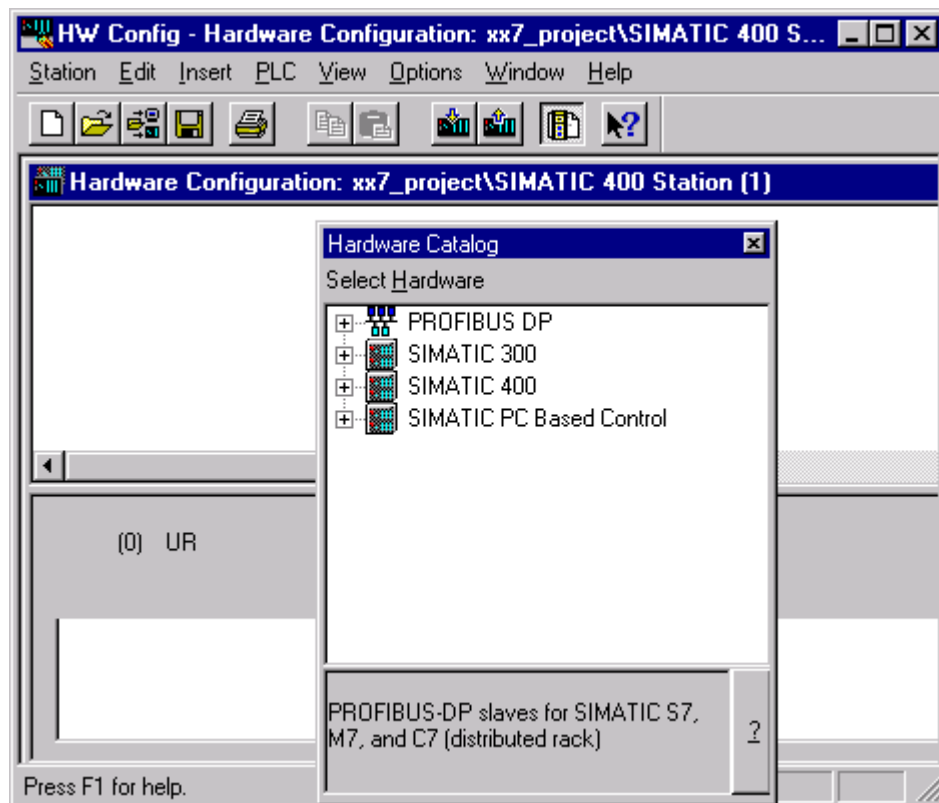 HW Config - Hardware Configuration: xx7_project\SIMATIC 400 S...
Station Edit Insert PLC View Options Window Help
Hardware Configuration: xx7_project\SIMATIC 400 Station (1)
Hardware Catalog
Select Hardware
PROFIBUS DP
SIMATIC 300
SIMATIC 400
SIMATIC PC Based Control
(0) UR
PROFIBUS-DP slaves for SIMATIC S7,
M7, and C7 (distributed rack)
?
Press F1 for help.